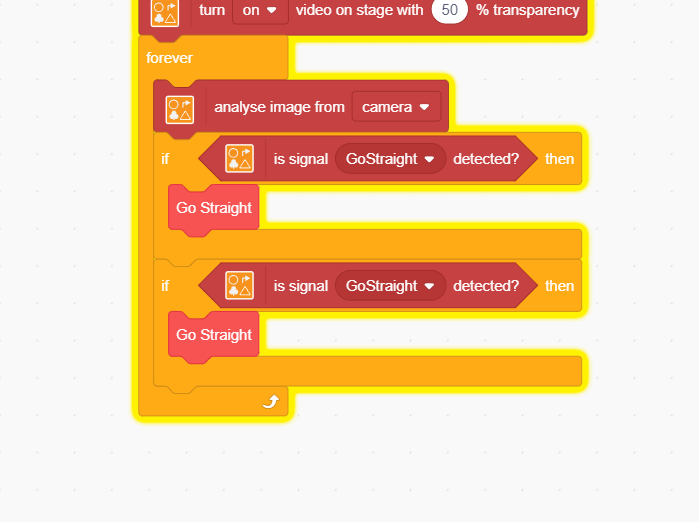 turn on video on stage with 50 % transparency
forever
analyse image from camera
if is signal GoStraight detected? then
Go Straight
if is signal GoStraight detected? then
Go Straight